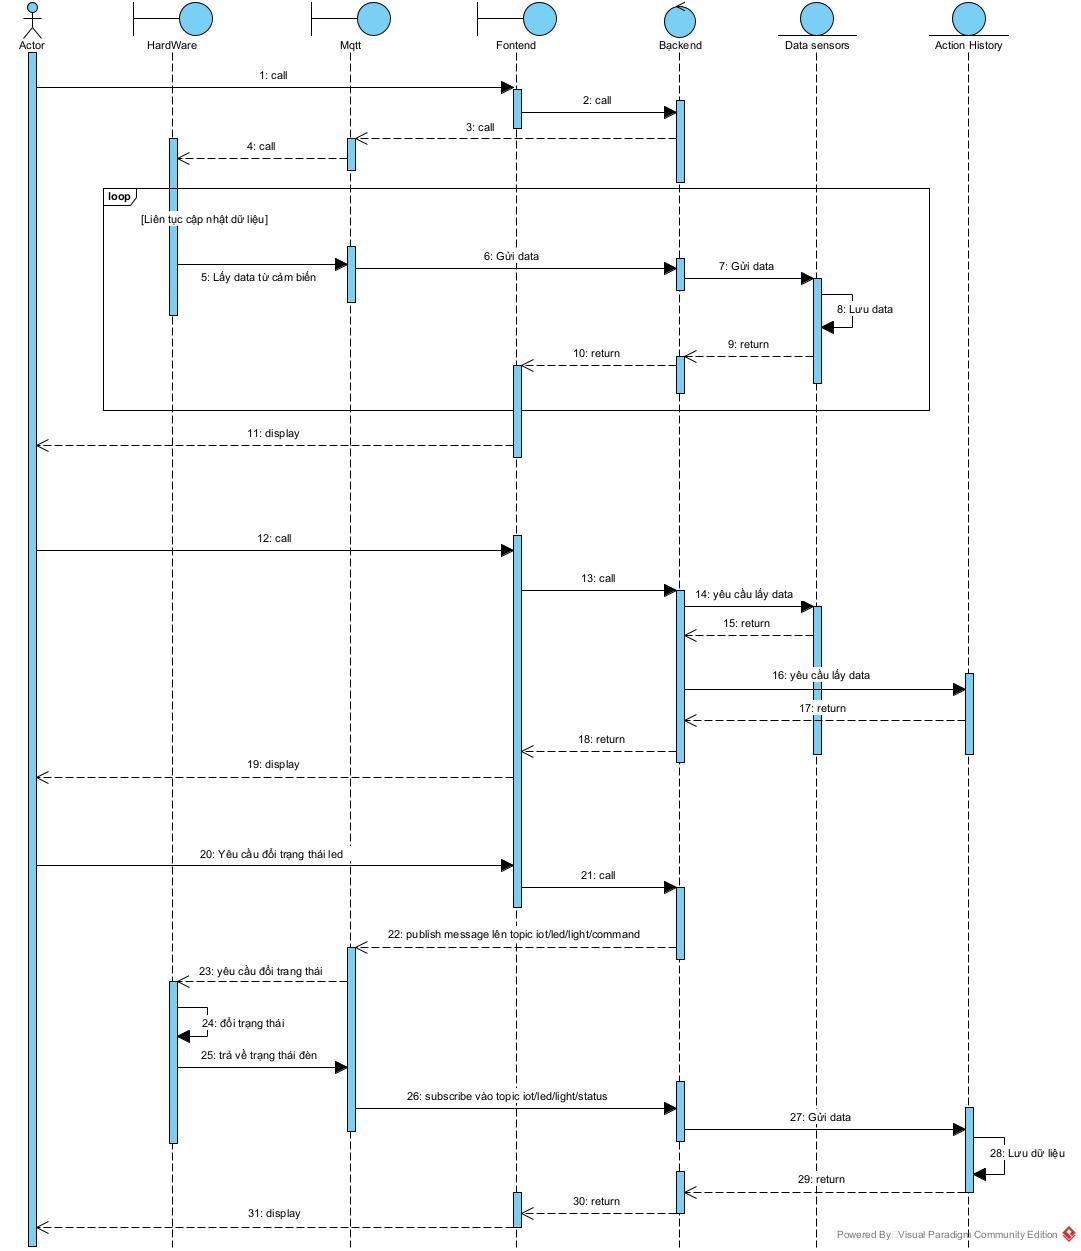 Actor
HardWare
Mqtt
Fontend
Backend
Data sensors
Action History
1: call
2: call
3: call
4: call
loop
[Liên tục cập nhật dữ liệu]
5: Lấy data từ cảm biến
6: Gửi data
7: Gửi data
8: Lưu data
9: return
10: return
11: display
12: call
13: call
14: yêu cầu lấy data
15: return
16: yêu cầu lấy data
17: return
18: return
19: display
20: Yêu cầu đổi trạng thái led
21: call
22: publish message lên topic iot/led/light/command
23: yêu cầu đổi trang thái
24: đổi trạng thái
25: trả về trạng thái đèn
26: subscribe vào topic iot/led/light/status
27: Gửi data
28: Lưu dữ liệu
29: return
30: return
31: display
Powered By Visual Paradigm Community Edition